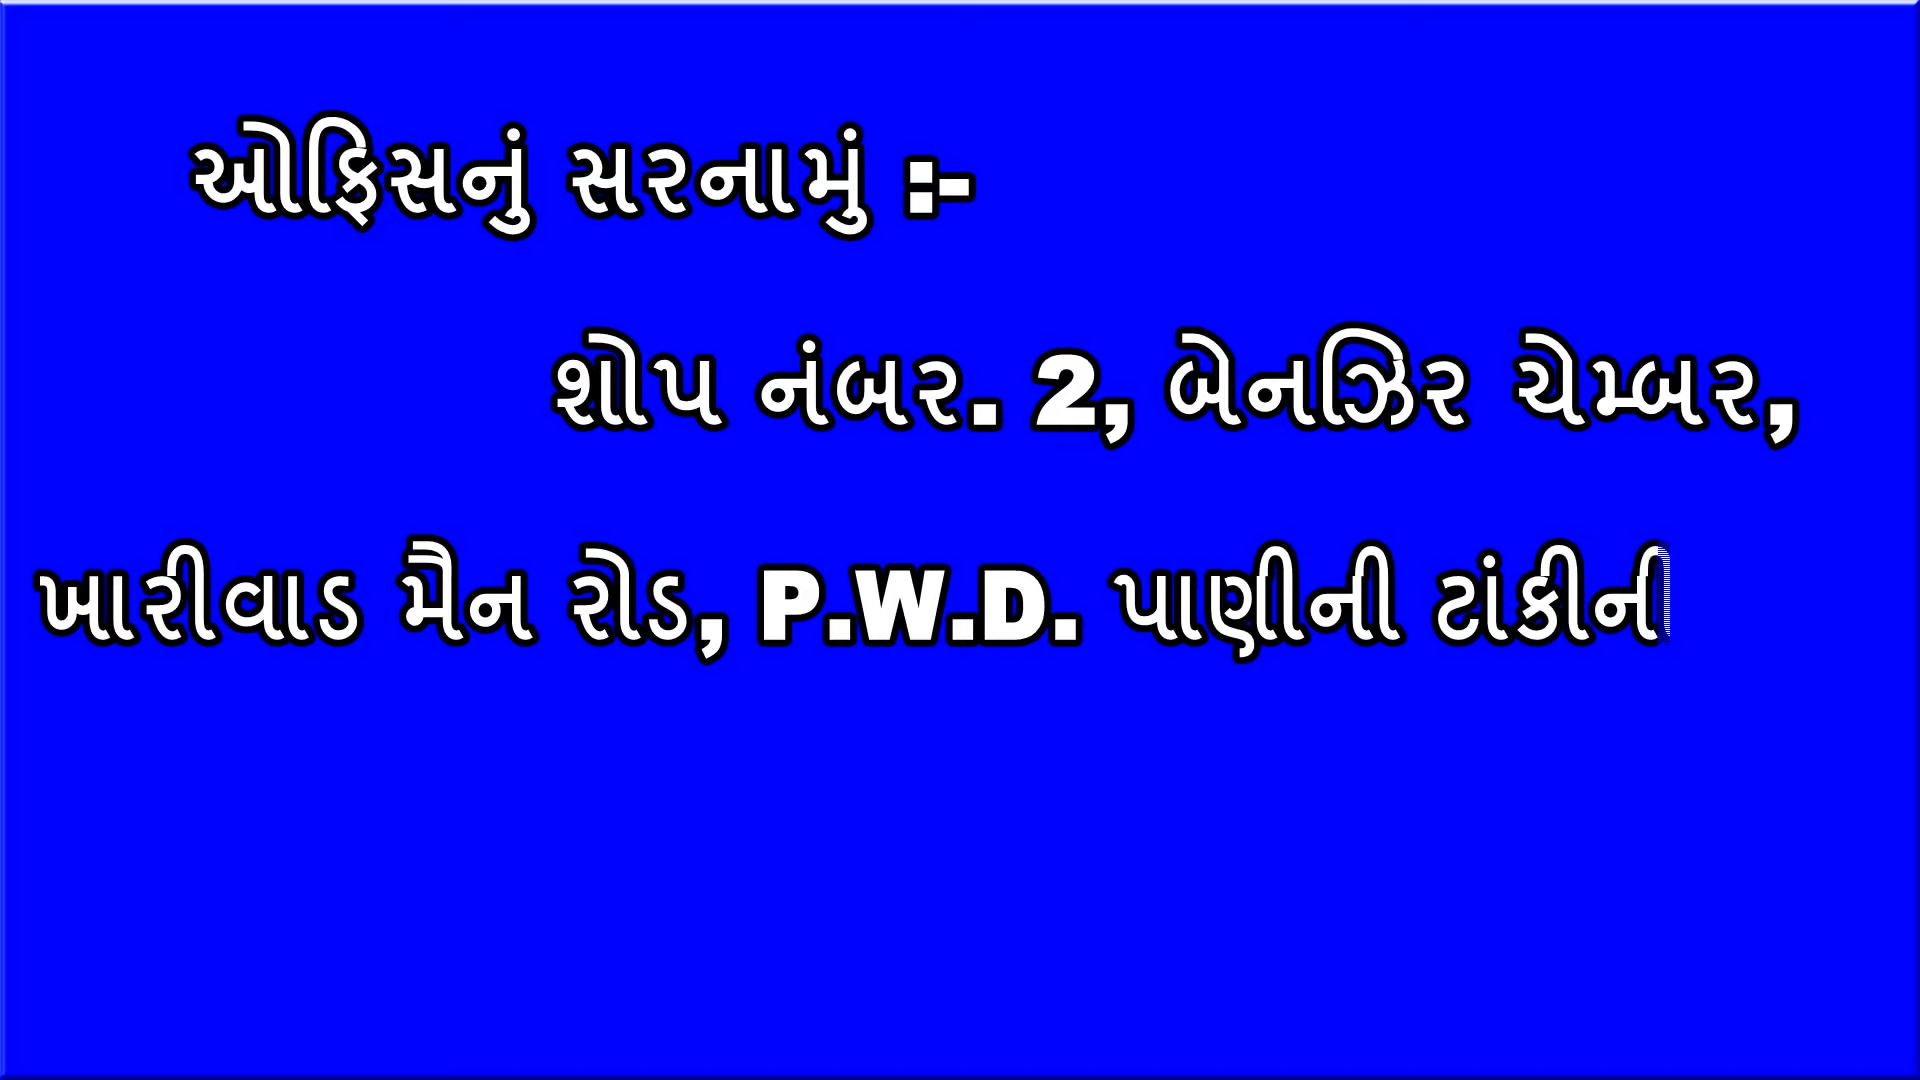 ઓફિસનું સરનામું :-
શોપ નંબર. 2, બેનઝિર ચેમ્બર,
ખારીવાડ મૈન રોડ, P.W.D. પાણીની ટાંકીની